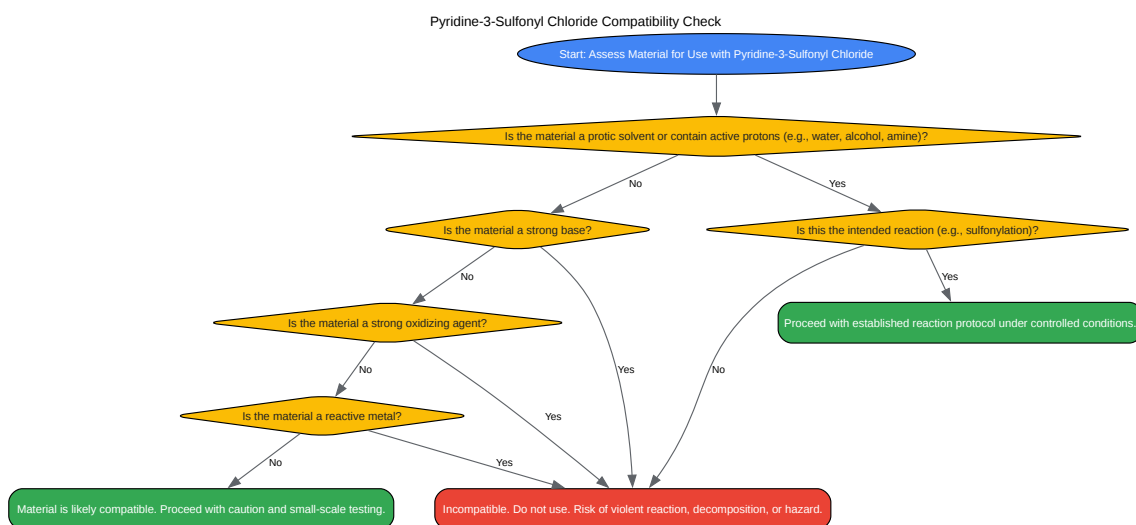 Pyridine-3-Sulfonyl Chloride Compatibility Check
Start: Assess Material for Use with Pyridine-3-Sulfonyl Chloride
Is the material a protic solvent or contain active protons (e.g., water, alcohol, amine)?
No
Yes
Is the material a strong base?
Is this the intended reaction (e.g., sulfonylation)?
No
Yes
Is the material a strong oxidizing agent?
Proceed with established reaction protocol under controlled conditions.
No
Yes
No
Is the material a reactive metal?
Yes
No
Yes
Material is likely compatible. Proceed with caution and small-scale testing.
Incompatible. Do not use. Risk of violent reaction, decomposition, or hazard.